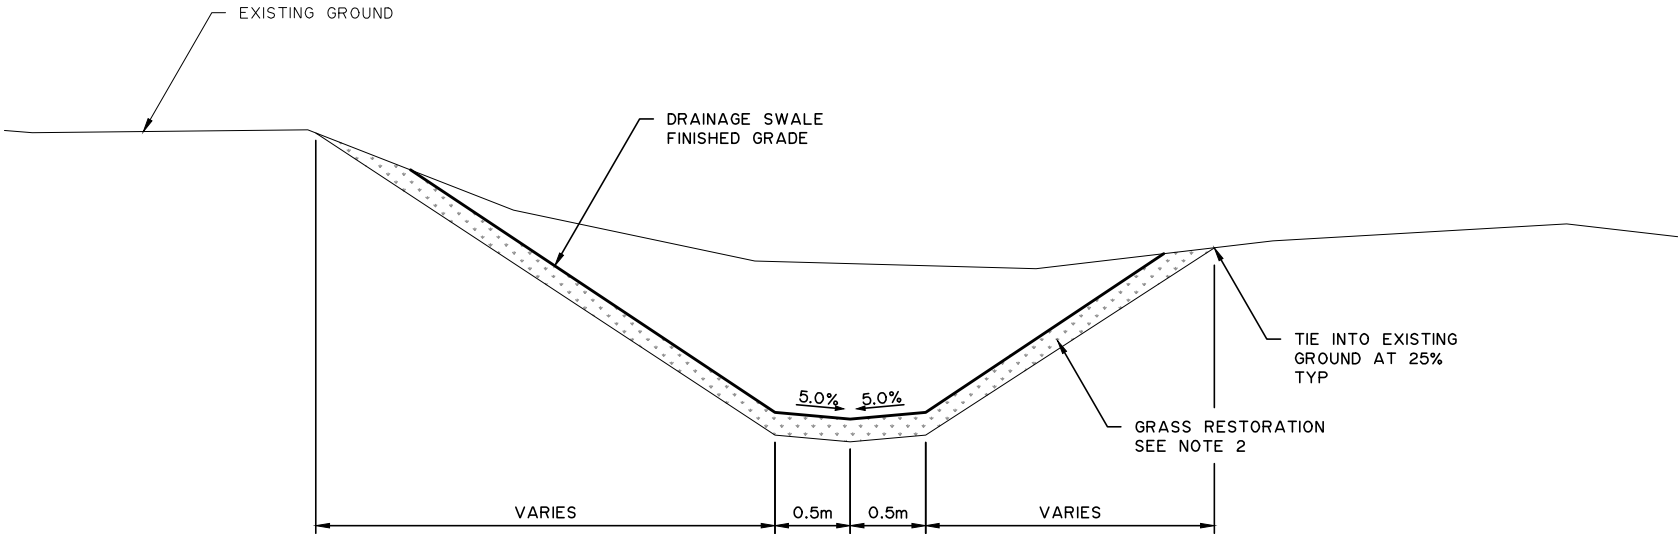 EXISTING GROUND
DRAINAGE SWALE
FINISHED GRADE
TIE INTO EXISTING
GROUND AT 25%
TYP
5.0%
5.0%
GRASS RESTORATION
SEE NOTE 2
VARIES
0.5m
0.5m
VARIES